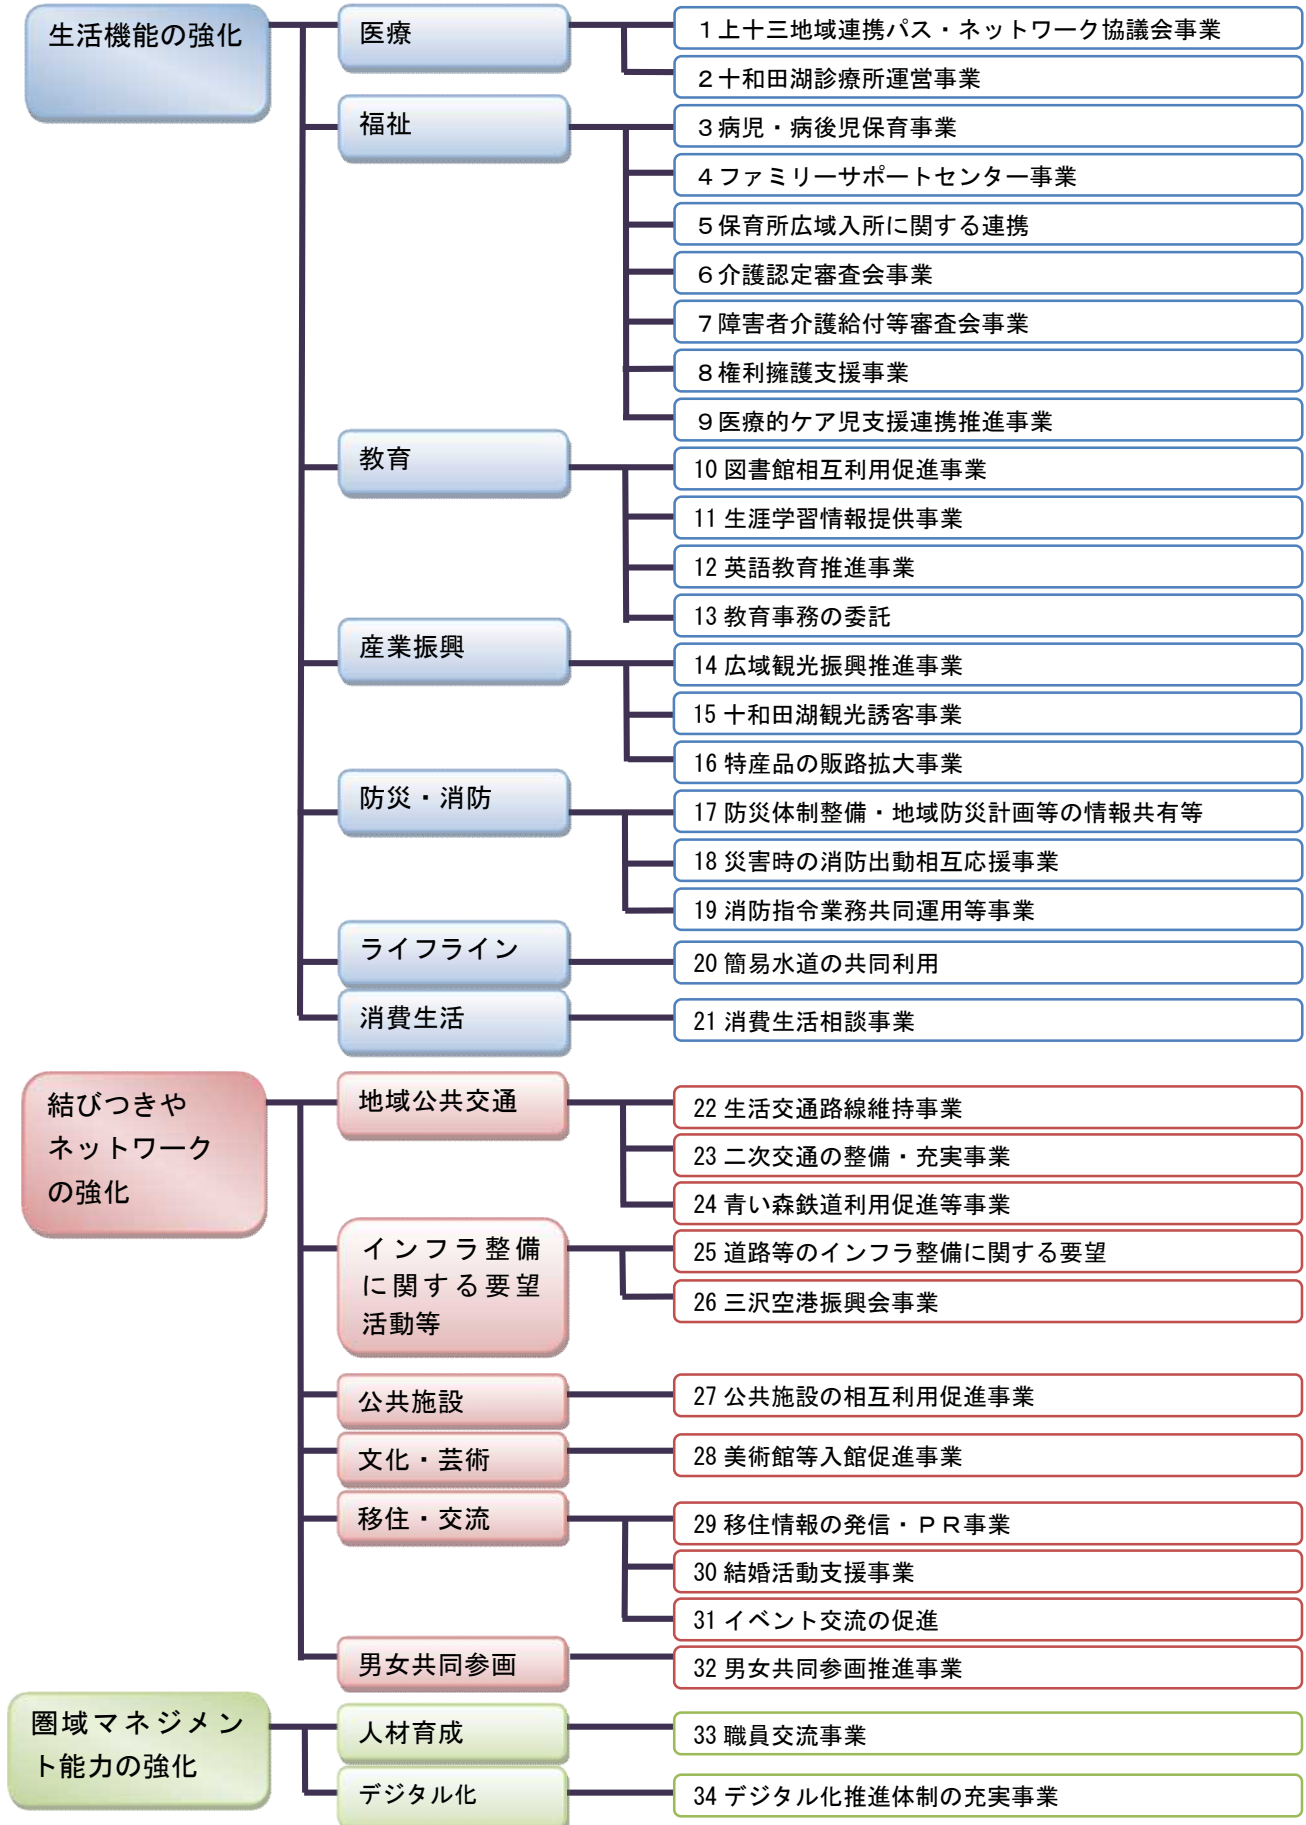 生活機能の強化
医療
1 上十三地域連携パス・ネットワーク協議会事業
2 十和田湖診療所運営事業
福祉
3 病児・病後児保育事業
4 ファミリーサポートセンター事業
5 保育所広域入所に関する連携
6 介護認定審査会事業
7 障害者介護給付等審査会事業
8 権利擁護支援事業
9 医療的ケア児支援連携推進事業
教育
10 図書館相互利用促進事業
11 生涯学習情報提供事業
12 英語教育推進事業
13 教育事務の委託
産業振興
14 広域観光振興推進事業
15 十和田湖観光誘客事業
16 特産品の販路拡大事業
防災・消防
17 防災体制整備・地域防災計画等の情報共有等
18 災害時の消防出動相互応援事業
19 消防指令業務共同運用等事業
ライフライン
20 簡易水道の共同利用
消費生活
21 消費生活相談事業
結びつきや
ネットワーク
の強化
地域公共交通
22 生活交通路線維持事業
23 二次交通の整備・充実事業
24 青い森鉄道利用促進等事業
インフラ整備
に関する要望
活動等
25 道路等のインフラ整備に関する要望
26 三沢空港振興会事業
公共施設
27 公共施設の相互利用促進事業
文化・芸術
28 美術館等入館促進事業
移住・交流
29 移住情報の発信・ＰＲ事業
30 結婚活動支援事業
31 イベント交流の促進
男女共同参画
32 男女共同参画推進事業
圏域マネジメン
ト能力の強化
人材育成
33 職員交流事業
デジタル化
34 デジタル化推進体制の充実事業